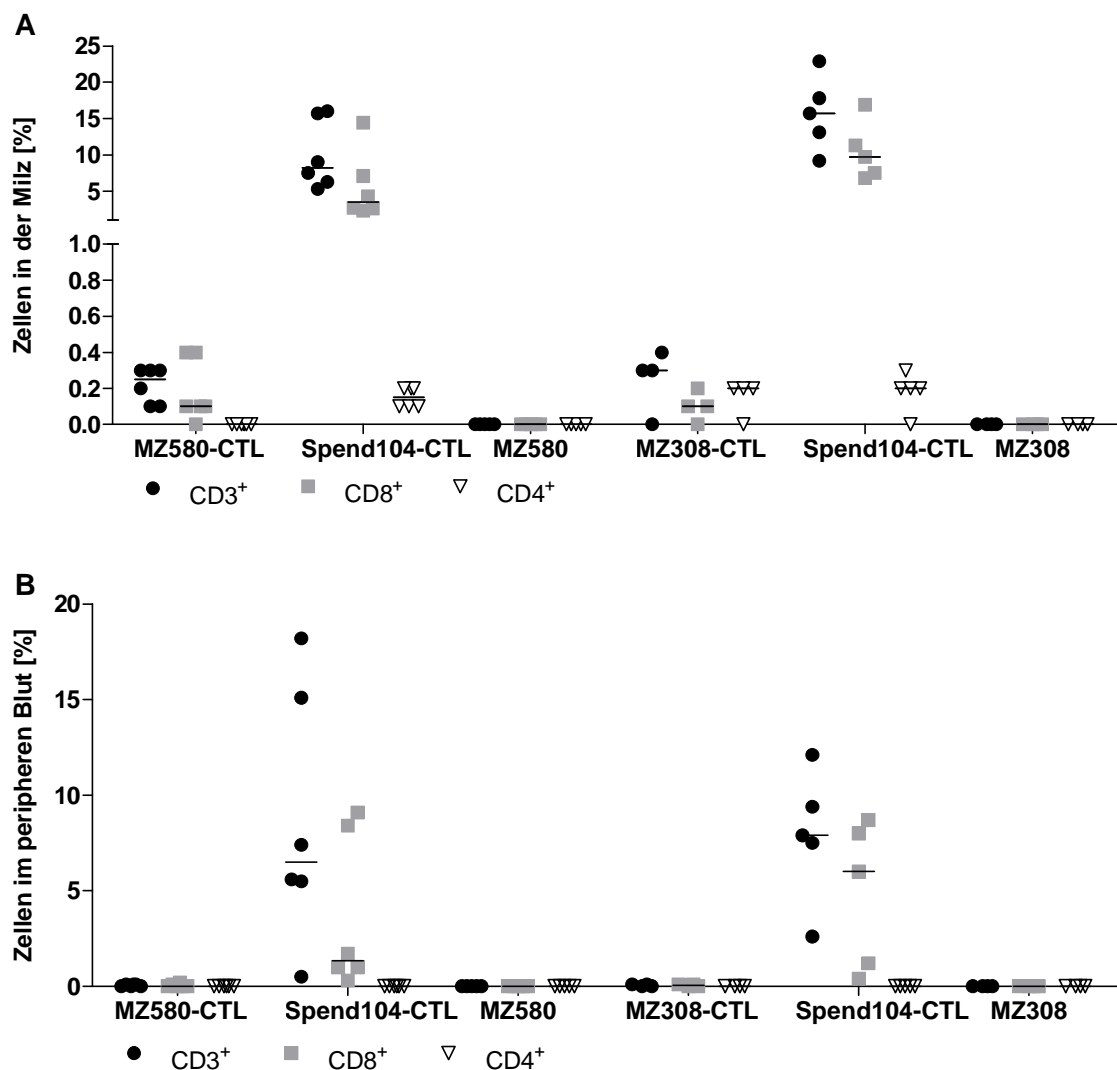 A
Zellen in der Milz [%]
25
20
15
10
5
1.0
0.8
0.6
0.4
0.2
0.0
MZ580-CTL Spend104-CTL MZ580 MZ308-CTL Spend104-CTL MZ308
CD3+ CD8+ CD4+
B
Zellen im peripheren Blut [%]
20
15
10
5
0
MZ580-CTL Spend104-CTL MZ580 MZ308-CTL Spend104-CTL MZ308
CD3+ CD8+ CD4+